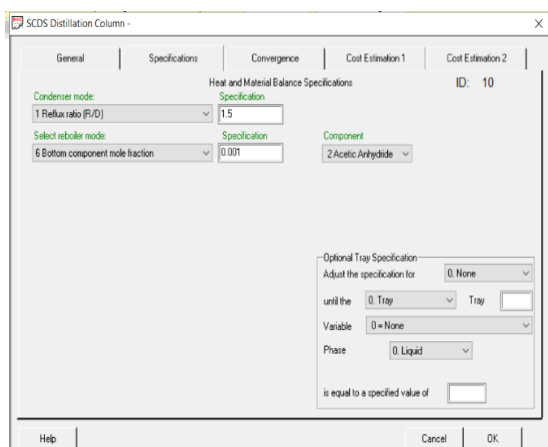 SCDS Distillation Column -
General Specifications Convergence Cost Estimation 1 Cost Estimation 2
Heat and Material Balance Specifications ID: 10
Condenser mode: Specification
1 Reflux ratio (R/D) 1.5
Select reboiler mode: Specification Component
6 Bottom component mole fraction 0.001 2 Acetic Anhydride
Optional Tray Specification
Adjust the specification for 0. None
until the 0. Tray Tray
Variable 0 = None
Phase 0. Liquid
is equal to a specified value of
Help Cancel OK